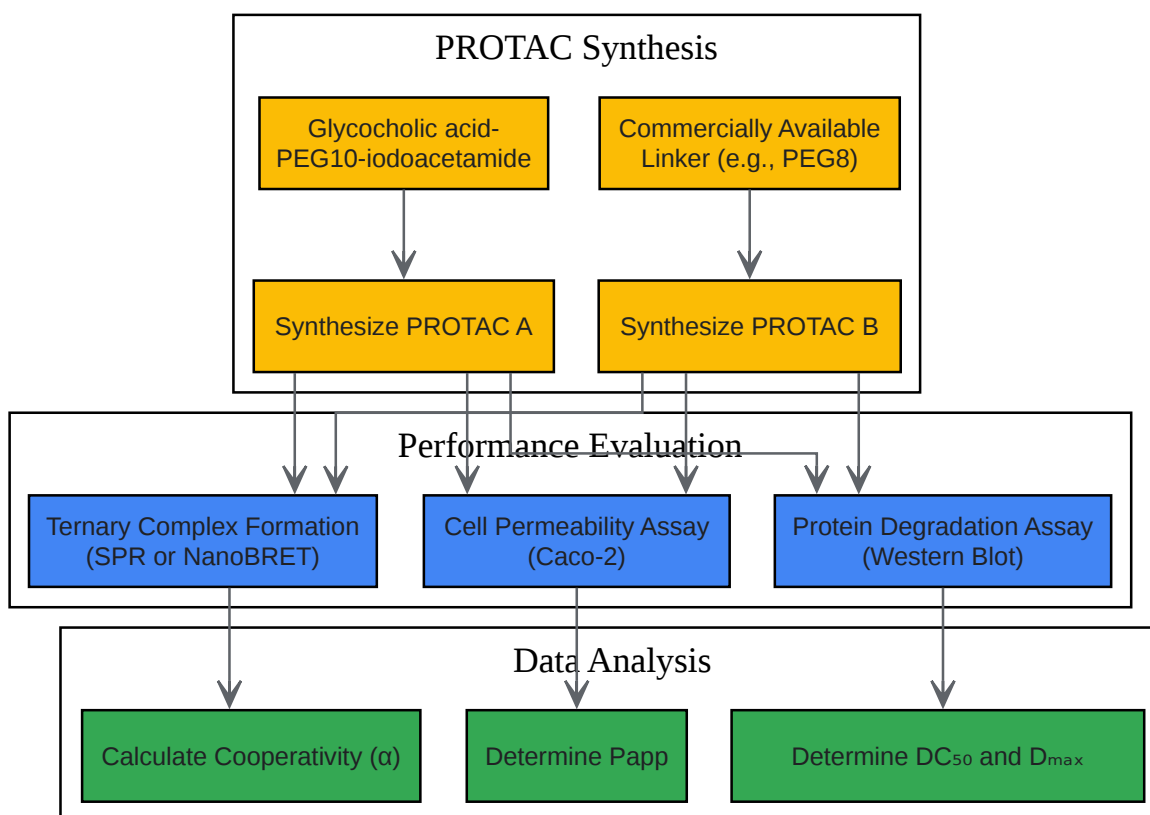 PROTAC Synthesis
Glycocholic acid-
PEG10-iodoacetamide
Commercially Available
Linker (e.g., PEG8)
Synthesize PROTAC A
Synthesize PROTAC B
Performance Evaluation
Ternary Complex Formation
(SPR or NanoBRET)
Cell Permeability Assay
(Caco-2)
Protein Degradation Assay
(Western Blot)
Data Analysis
Calculate Cooperativity (α)
Determine Papp
Determine DC₅₀ and Dₘₐₓ